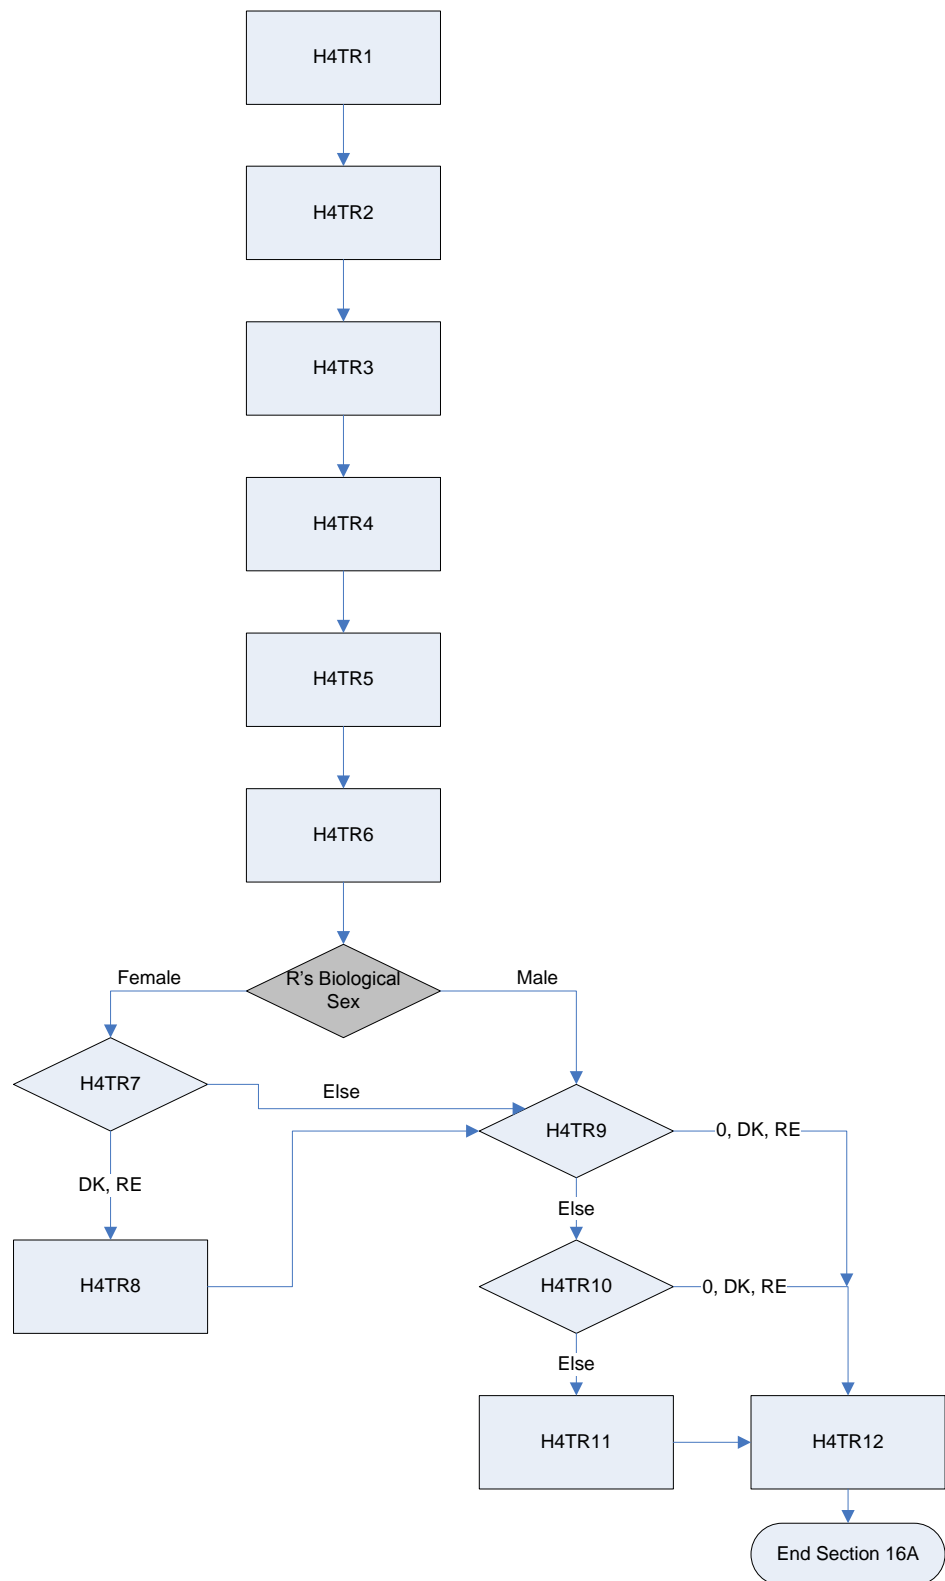 H4TR1
H4TR2
H4TR3
H4TR4
H4TR5
H4TR6
R's Biological
Sex
Female
Male
H4TR7
Else
H4TR9
0, DK, RE
DK, RE
Else
H4TR8
H4TR10
0, DK, RE
Else
H4TR11
H4TR12
End Section 16A